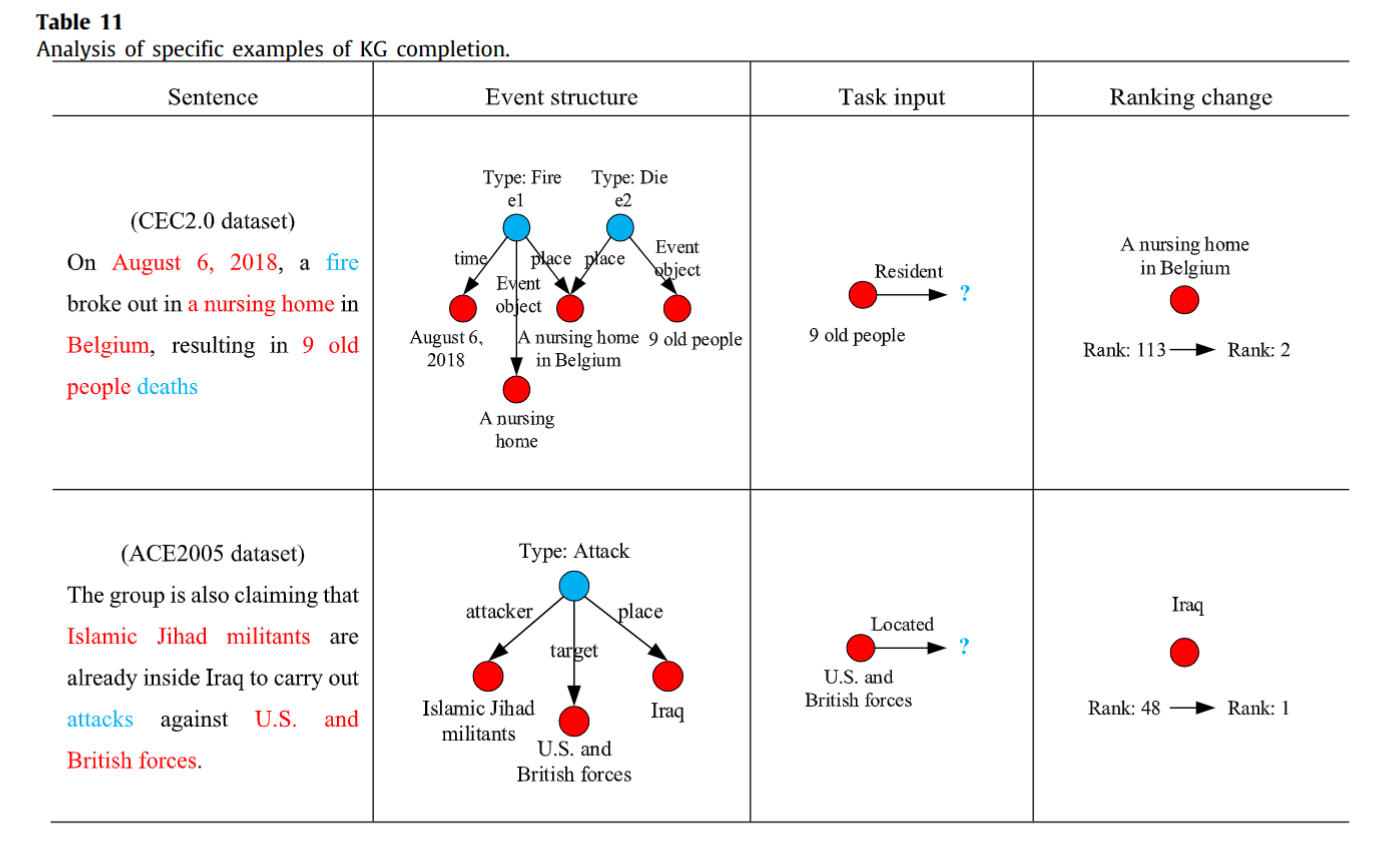 Table 11
Analysis of specific examples of KG completion.
Sentence
Event structure
Task input
Ranking change
(CEC2.0 dataset)
On August 6, 2018, a fire
broke out in a nursing home in
Belgium, resulting in 9 old
people deaths
Type: Fire
e1
Type: Die
e2
time
place
place
Event
object
Event
object
August 6,
2018
A nursing home
in Belgium
9 old people
A nursing
home
Resident
?
9 old people
A nursing home
in Belgium
Rank: 113
Rank: 2
(ACE2005 dataset)
The group is also claiming that
Islamic Jihad militants are
already inside Iraq to carry out
attacks against U.S. and
British forces.
Type: Attack
attacker
place
target
Islamic Jihad
militants
Iraq
U.S. and
British forces
Located
?
U.S. and
British forces
Iraq
Rank: 48
Rank: 1